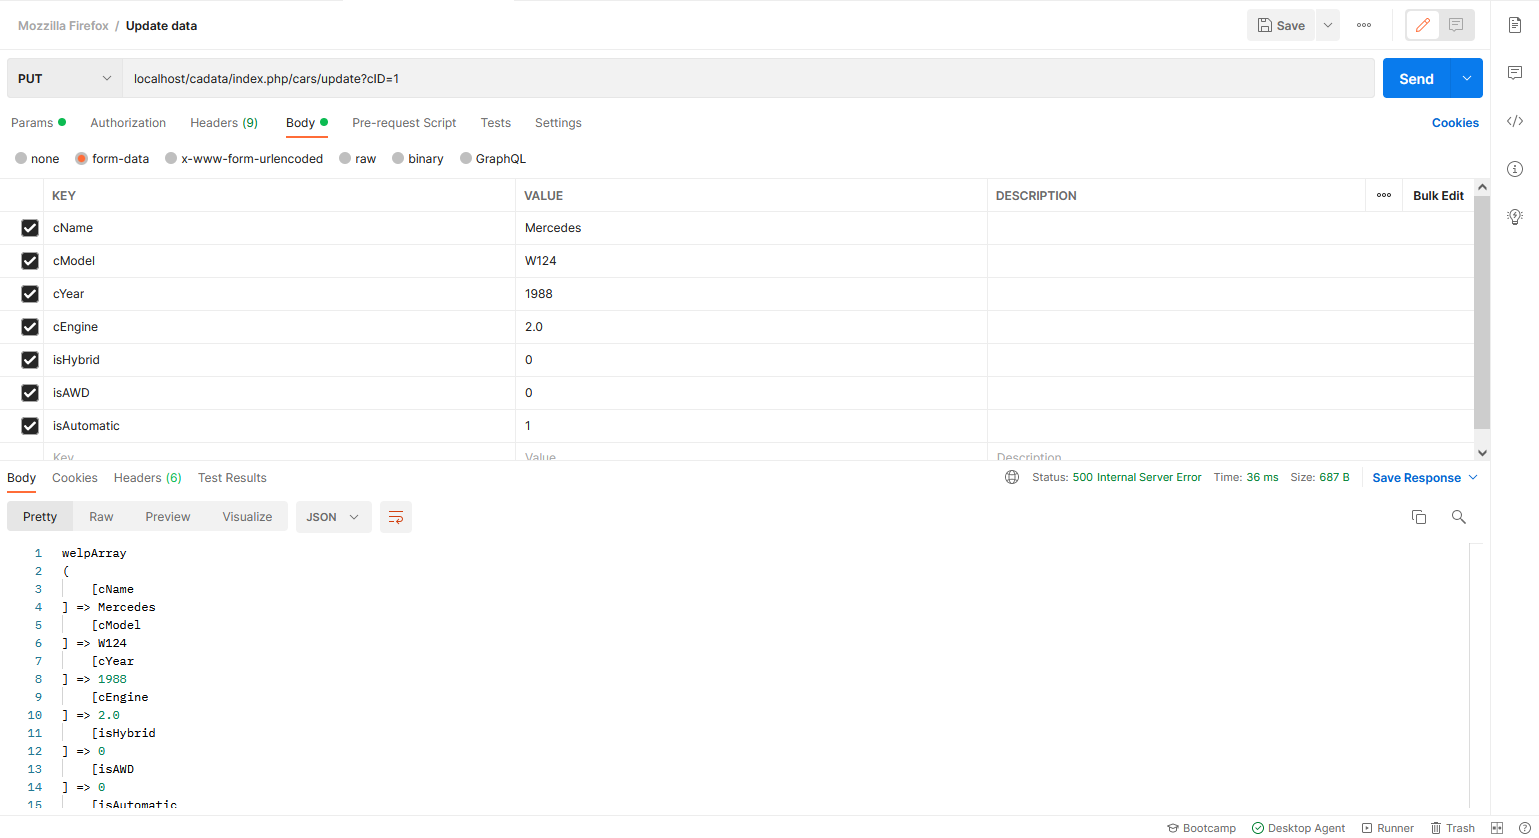 Mozzilla Firefox / Update data
Save
PUT
localhost/cadata/index.php/cars/update?cID=1
Send
Params Authorization Headers (9) Body Pre-request Script Tests Settings Cookies
none form-data x-www-form-urlencoded raw binary GraphQL
KEY VALUE DESCRIPTION Bulk Edit
cName Mercedes
cModel W124
cYear 1988
cEngine 2.0
isHybrid 0
isAWD 0
isAutomatic 1
Key Value Description
Body Cookies Headers (6) Test Results Status: 500 Internal Server Error Time: 36 ms Size: 687 B Save Response
Pretty Raw Preview Visualize JSON
1 welpArray
2 (
3 [cName
4 ] => Mercedes
5 [cModel
6 ] => W124
7 [cYear
8 ] => 1988
9 [cEngine
10 ] => 2.0
11 [isHybrid
12 ] => 0
13 [isAWD
14 ] => 0
15 [isAutomatic
Bootcamp Desktop Agent Runner Trash